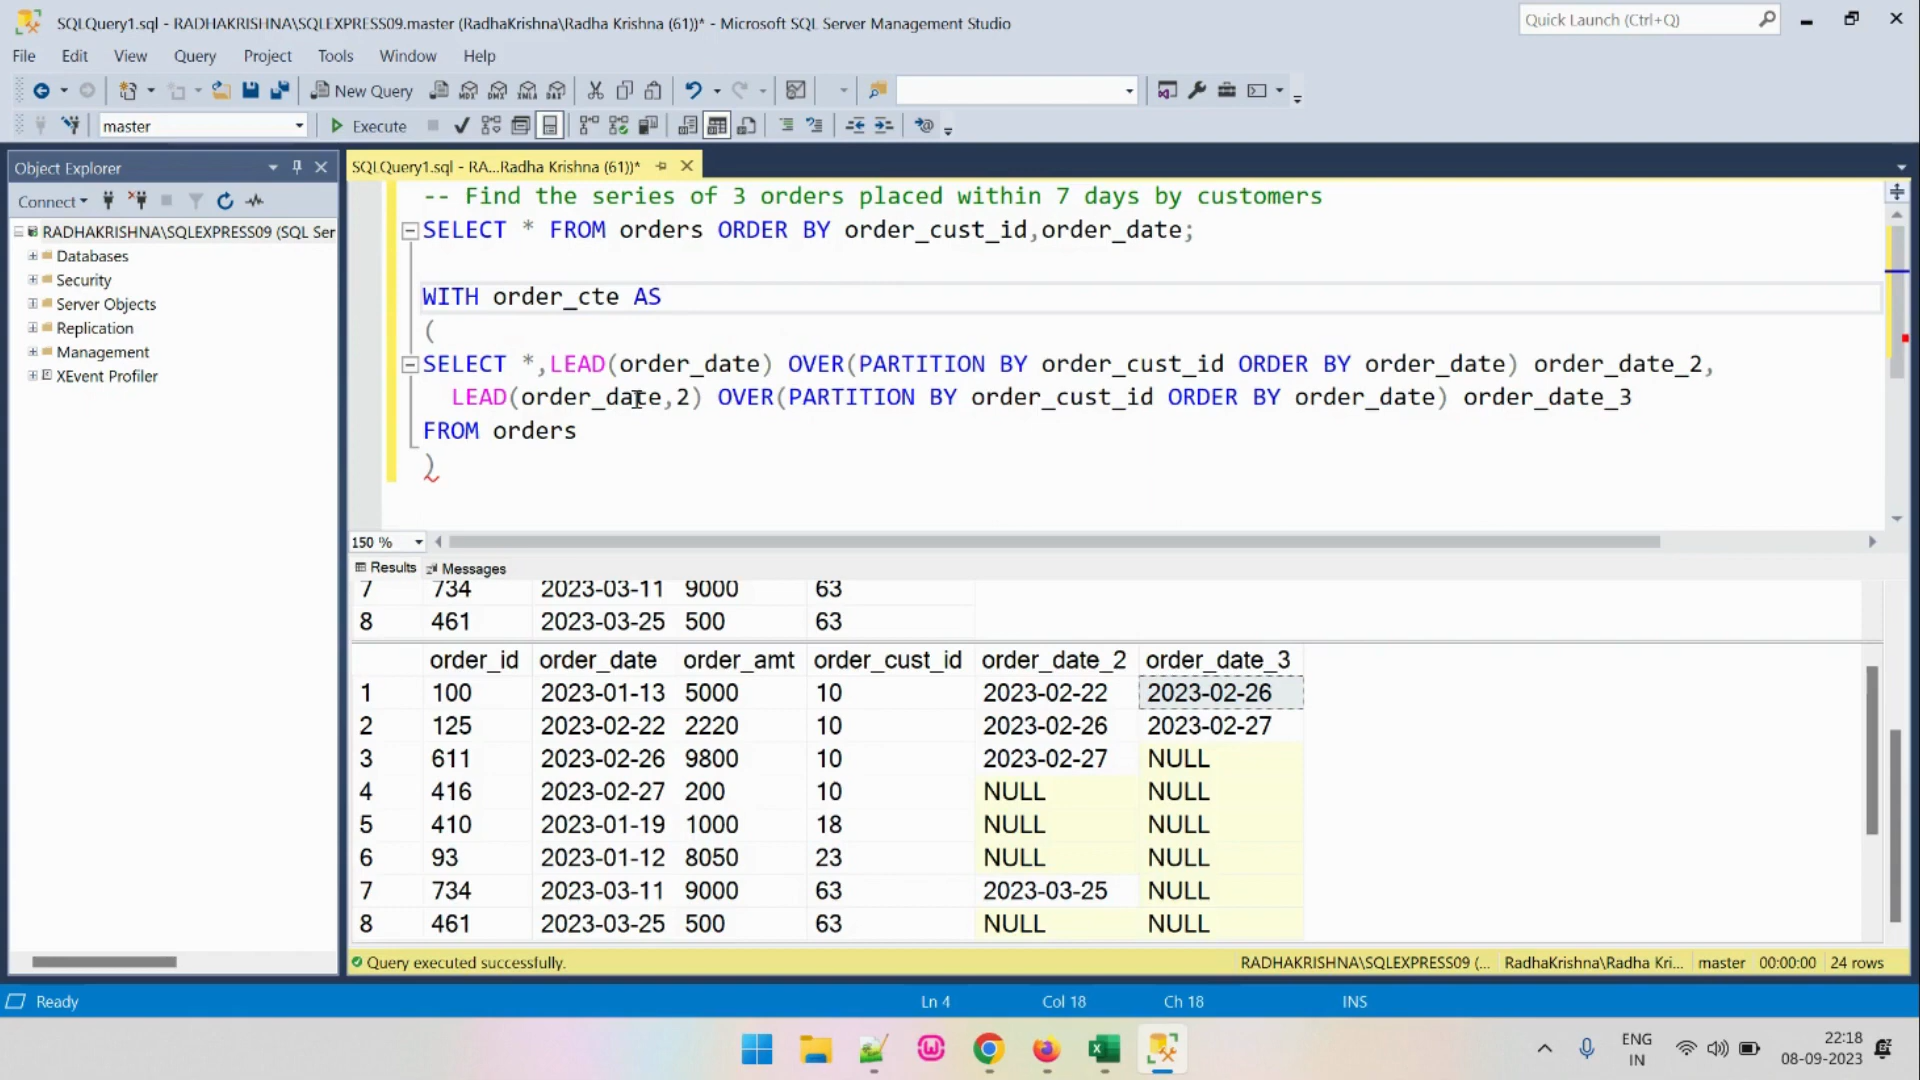 SQLQuery1.sql - RADHAKRISHNA\SQLEXPRESS09.master (RadhaKrishna\Radha Krishna (61))* - Microsoft SQL Server Management Studio
Quick Launch (Ctrl+Q)
File Edit View Query Project Tools Window Help
New Query MDX DMX XMLA DAX
master Execute
Object Explorer
SQLQuery1.sql - RA...Radha Krishna (61))*
Connect
RADHAKRISHNA\SQLEXPRESS09 (SQL Ser
Databases
Security
Server Objects
Replication
Management
XEvent Profiler
-- Find the series of 3 orders placed within 7 days by customers
SELECT * FROM orders ORDER BY order_cust_id,order_date;
WITH order_cte AS
(
SELECT *,LEAD(order_date) OVER(PARTITION BY order_cust_id ORDER BY order_date) order_date_2,
LEAD(order_date,2) OVER(PARTITION BY order_cust_id ORDER BY order_date) order_date_3
FROM orders
)
150 %
Results Messages
7 734 2023-03-11 9000 63
8 461 2023-03-25 500 63
order_id order_date order_amt order_cust_id order_date_2 order_date_3
1 100 2023-01-13 5000 10 2023-02-22 2023-02-26
2 125 2023-02-22 2220 10 2023-02-26 2023-02-27
3 611 2023-02-26 9800 10 2023-02-27 NULL
4 416 2023-02-27 200 10 NULL NULL
5 410 2023-01-19 1000 18 NULL NULL
6 93 2023-01-12 8050 23 NULL NULL
7 734 2023-03-11 9000 63 2023-03-25 NULL
8 461 2023-03-25 500 63 NULL NULL
Query executed successfully. RADHAKRISHNA\SQLEXPRESS09 (... RadhaKrishna\Radha Kri... master 00:00:00 24 rows
Ready Ln 4 Col 18 Ch 18 INS
ENG
IN
22:18
08-09-2023